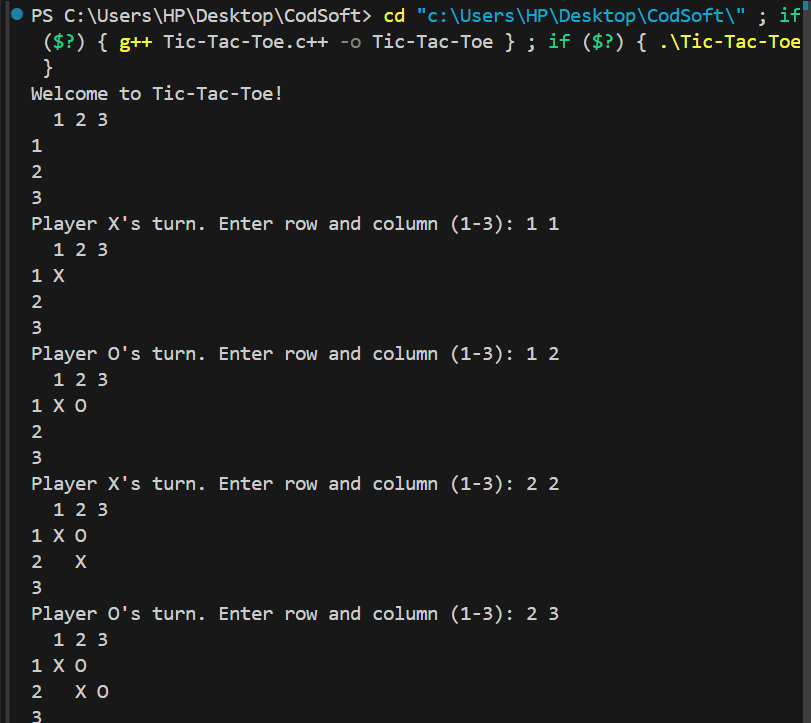 PS C:\Users\HP\Desktop\CodSoft> cd "c:\Users\HP\Desktop\CodSoft\" ; if
($?) { g++ Tic-Tac-Toe.c++ -o Tic-Tac-Toe } ; if ($?) { .\Tic-Tac-Toe
}
Welcome to Tic-Tac-Toe!
  1 2 3
1
2
3
Player X's turn. Enter row and column (1-3): 1 1
  1 2 3
1 X
2
3
Player O's turn. Enter row and column (1-3): 1 2
  1 2 3
1 X O
2
3
Player X's turn. Enter row and column (1-3): 2 2
  1 2 3
1 X O
2   X
3
Player O's turn. Enter row and column (1-3): 2 3
  1 2 3
1 X O
2   X O
3